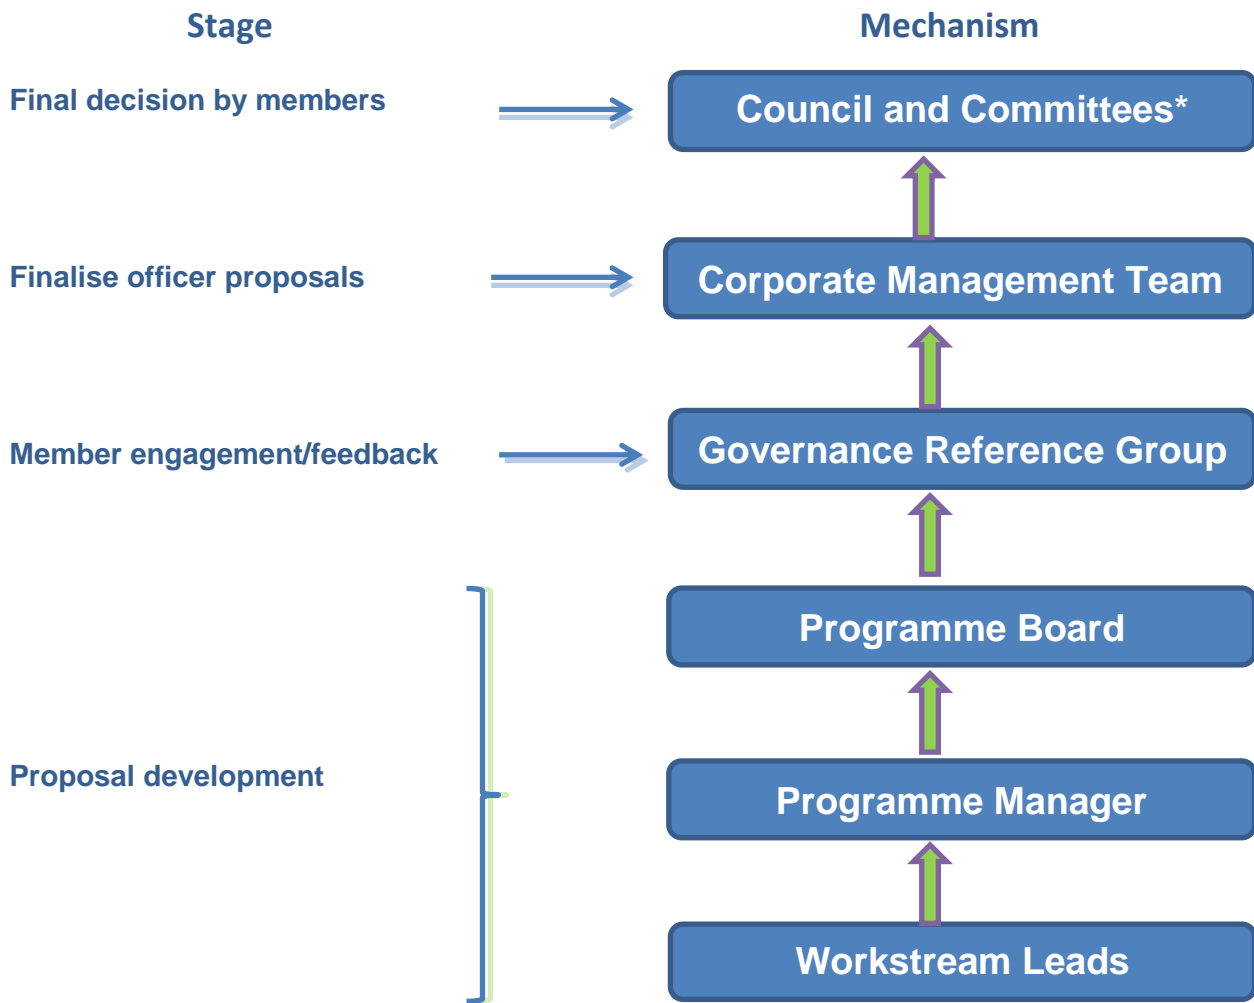 Stage
Mechanism
Final decision by members
Council and Committees*
Finalise officer proposals
Corporate Management Team
Member engagement/feedback
Governance Reference Group
Programme Board
Proposal development
Programme Manager
Workstream Leads